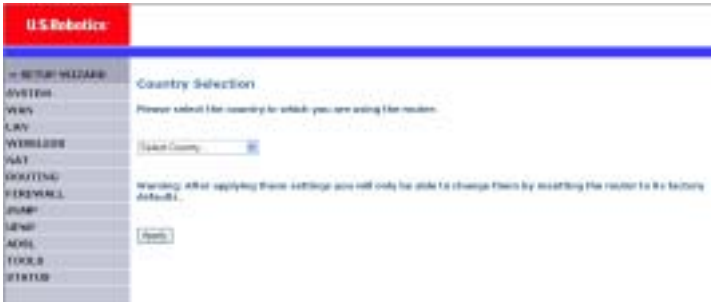 U.S.Robotics
» SETUP WIZARD
SYSTEM
WAN
LAN
WIRELESS
NAT
ROUTING
FIREWALL
SNMP
UPnP
ADSL
TOOLS
STATUS
Country Selection
Please select the country in which you are using the router.
Select Country
Warning: After applying these settings you will only be able to change them by resetting the router to its factory
defaults.
Apply